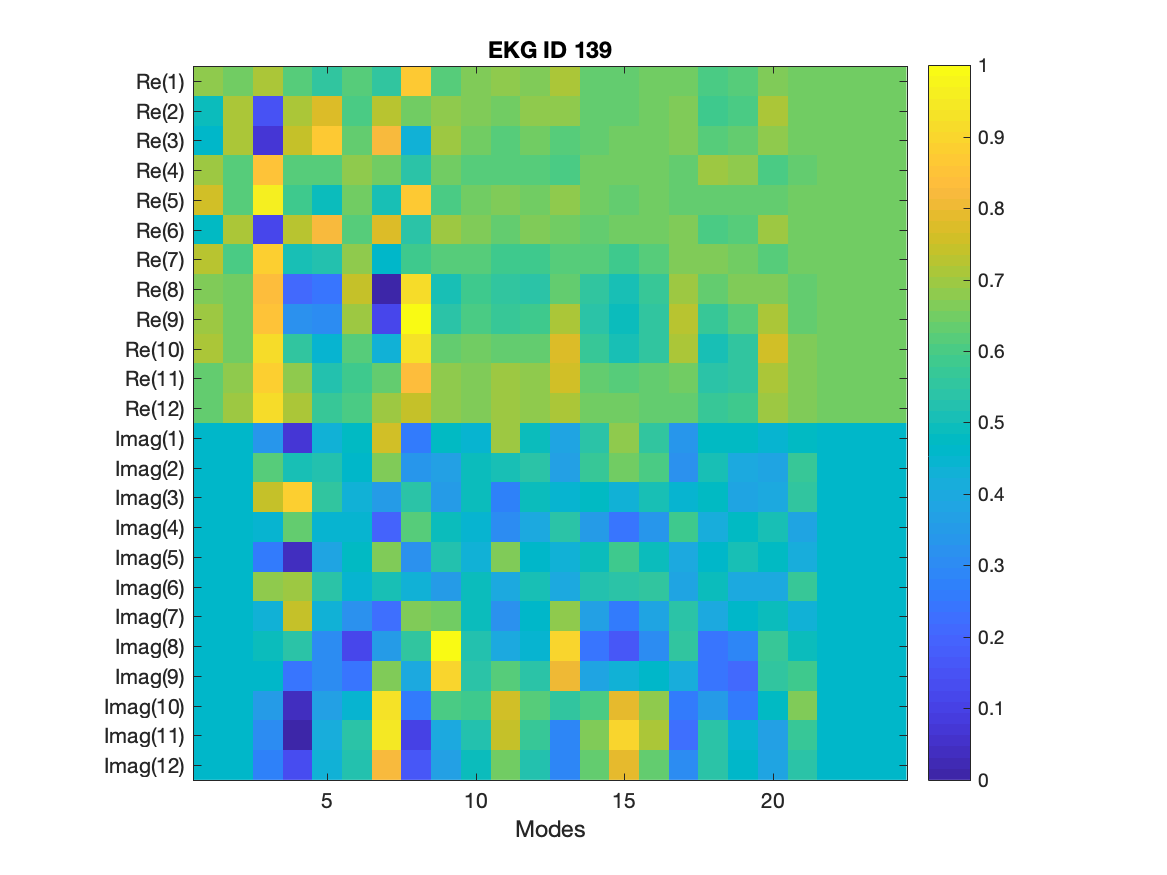 EKG ID 139
Re(1)
Re(2)
Re(3)
Re(4)
Re(5)
Re(6)
Re(7)
Re(8)
Re(9)
Re(10)
Re(11)
Re(12)
Imag(1)
Imag(2)
Imag(3)
Imag(4)
Imag(5)
Imag(6)
Imag(7)
Imag(8)
Imag(9)
Imag(10)
Imag(11)
Imag(12)
5 10 15 20
Modes
1
0.9
0.8
0.7
0.6
0.5
0.4
0.3
0.2
0.1
0